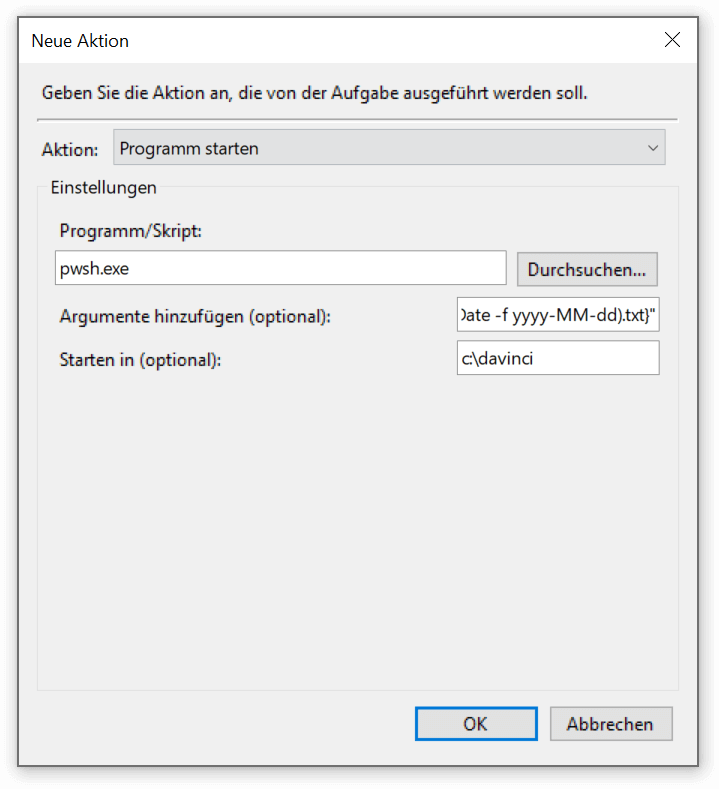 Neue Aktion
Geben Sie die Aktion an, die von der Aufgabe ausgeführt werden soll.
Aktion: Programm starten
Einstellungen
Programm/Skript:
pwsh.exe Durchsuchen...
Argumente hinzufügen (optional): Date -f yyyy-MM-dd).txt}"
Starten in (optional): c:\davinci
OK Abbrechen